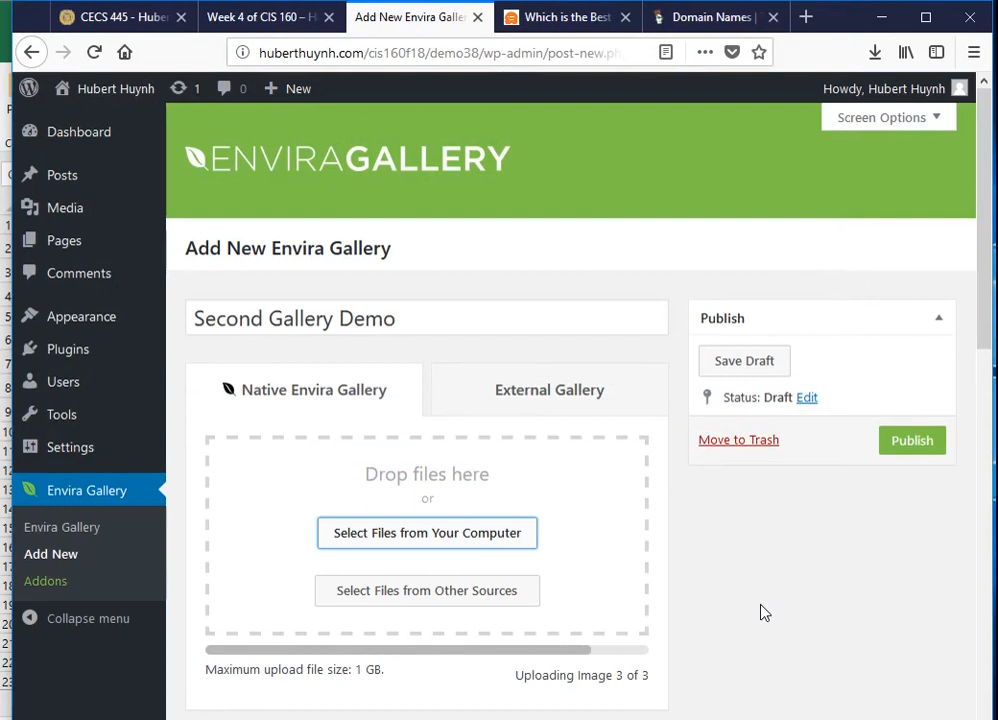 CECS 445 - Huber
Week 4 of CIS 160 – H
Add New Envira Galler
Which is the Best
Domain Names |
huberthuynh.com/cis160f18/demo38/wp-admin/post-new.ph
Hubert Huynh
1
0
New
Howdy, Hubert Huynh
Screen Options
Dashboard
Posts
Media
Pages
Comments
Appearance
Plugins
Users
Tools
Settings
Envira Gallery
Envira Gallery
Add New
Addons
Collapse menu
ENVIRAGALLERY
Add New Envira Gallery
Second Gallery Demo
Native Envira Gallery
External Gallery
Drop files here
or
Select Files from Your Computer
Select Files from Other Sources
Maximum upload file size: 1 GB.
Uploading Image 3 of 3
Publish
Save Draft
Status: Draft Edit
Move to Trash
Publish